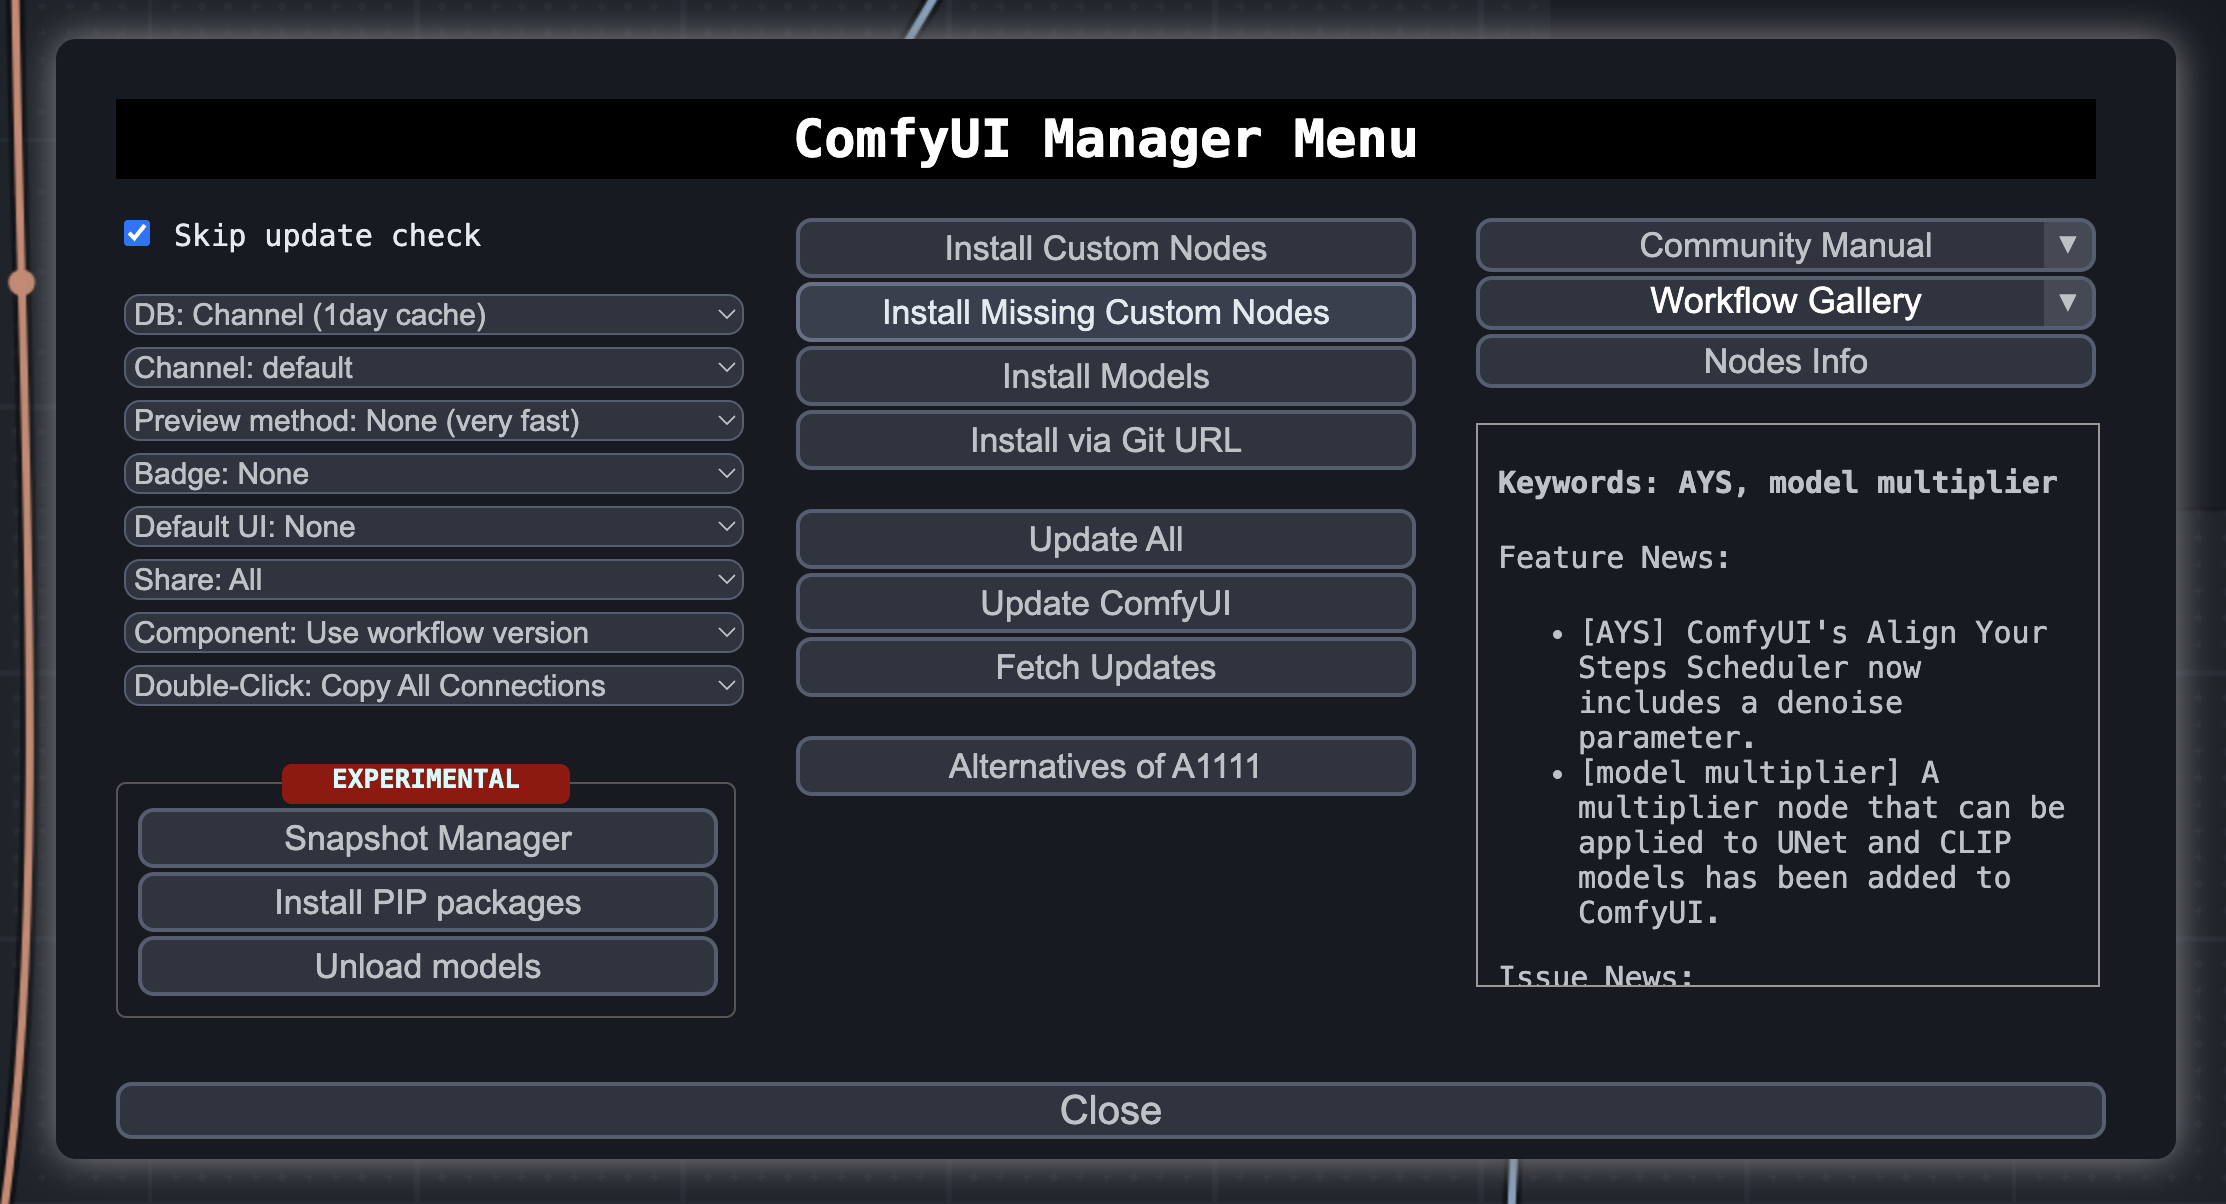 ComfyUI Manager Menu
Skip update check
DB: Channel (1day cache)
Channel: default
Preview method: None (very fast)
Badge: None
Default UI: None
Share: All
Component: Use workflow version
Double-Click: Copy All Connections
EXPERIMENTAL
Snapshot Manager
Install PIP packages
Unload models
Install Custom Nodes
Install Missing Custom Nodes
Install Models
Install via Git URL
Update All
Update ComfyUI
Fetch Updates
Alternatives of A1111
Community Manual
Workflow Gallery
Nodes Info
Keywords: AYS, model multiplier
Feature News:
• [AYS] ComfyUI's Align Your
Steps Scheduler now
includes a denoise
parameter.
• [model multiplier] A
multiplier node that can be
applied to UNet and CLIP
models has been added to
ComfyUI.
Issue News:
Close